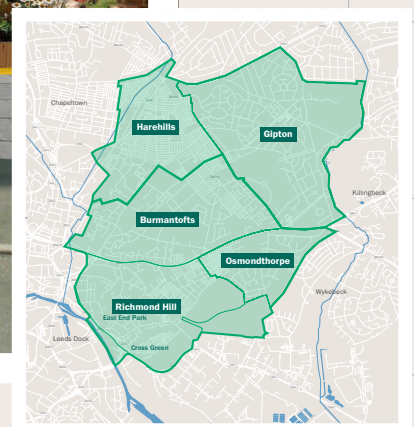 Chapeltown
Harehills
Gipton
Killingbeck
Burmantofts
Osmondthorpe
Wykebeck
Richmond Hill
East End Park
Leeds Dock
Cross Green